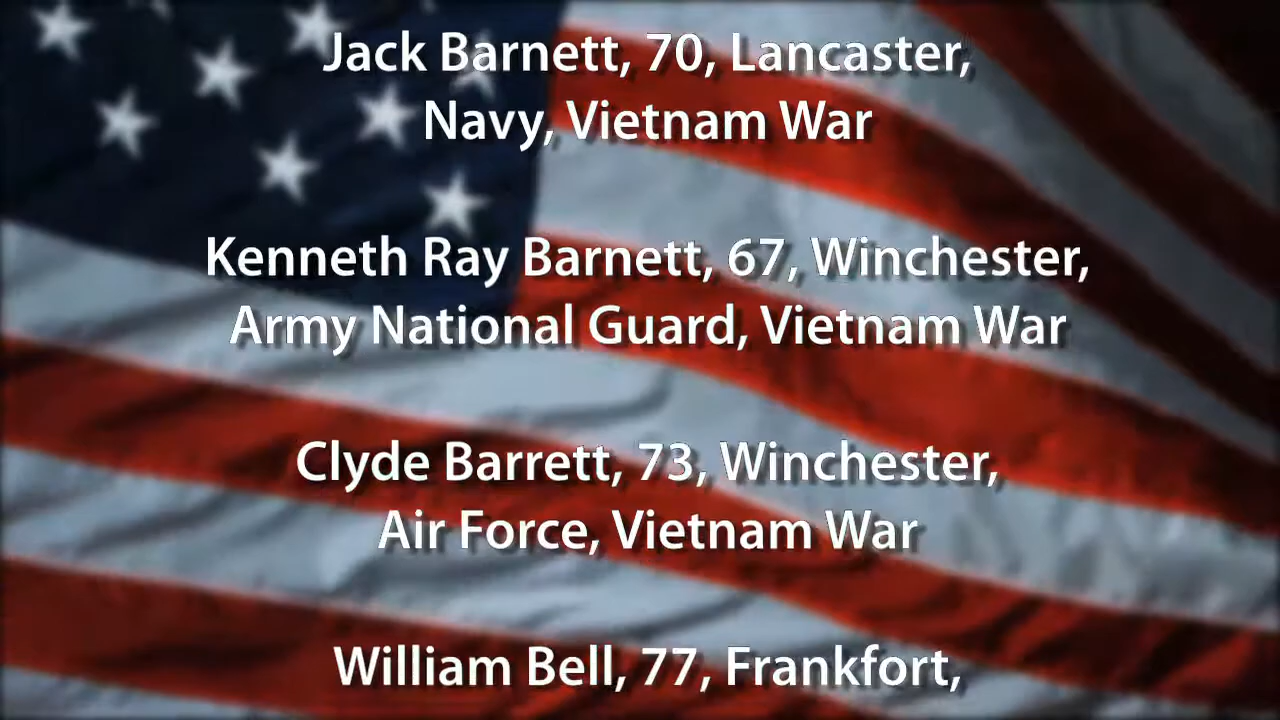 Jack Barnett, 70, Lancaster,
Navy, Vietnam War
Kenneth Ray Barnett, 67, Winchester,
Army National Guard, Vietnam War
Clyde Barrett, 73, Winchester,
Air Force, Vietnam War
William Bell, 77, Frankfort,